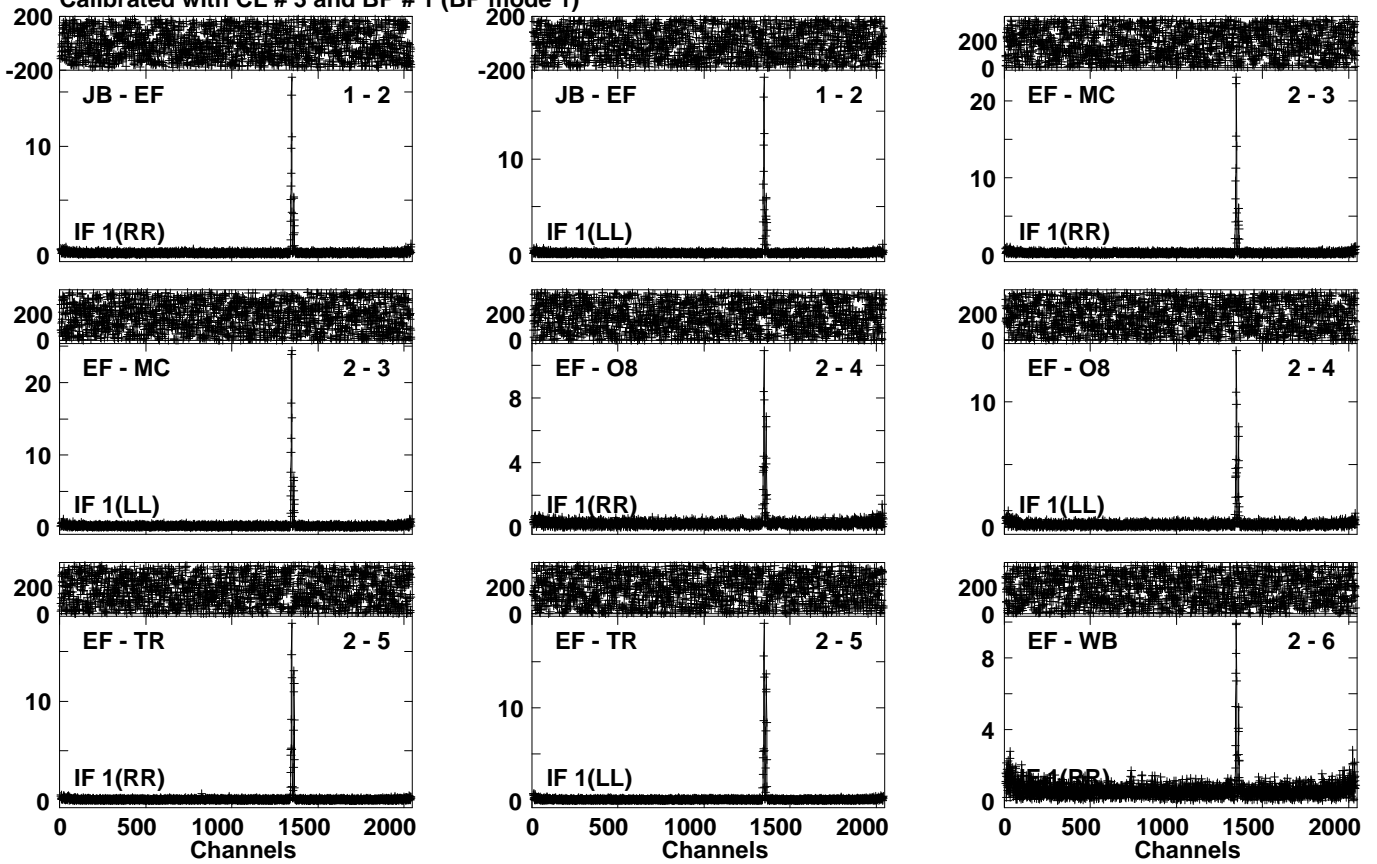 Calibrated with CL # 3 and BP # 1 (BP mode 1)
200
-200
JB - EF 1 - 2
10
IF 1(RR)
0
200
-200
JB - EF 1 - 2
10
IF 1(LL)
0
200
0
EF - MC 2 - 3
20
10
IF 1(RR)
0
200
0
EF - MC 2 - 3
20
10
IF 1(LL)
0
200
0
EF - O8 2 - 4
8
4
IF 1(RR)
0
200
0
EF - O8 2 - 4
10
IF 1(LL)
0
200
0
EF - TR 2 - 5
10
IF 1(RR)
0
0 500 1000 1500 2000
Channels
200
0
EF - TR 2 - 5
10
IF 1(LL)
0
0 500 1000 1500 2000
Channels
200
0
EF - WB 2 - 6
8
4
IF 1(RR)
0
0 500 1000 1500 2000
Channels